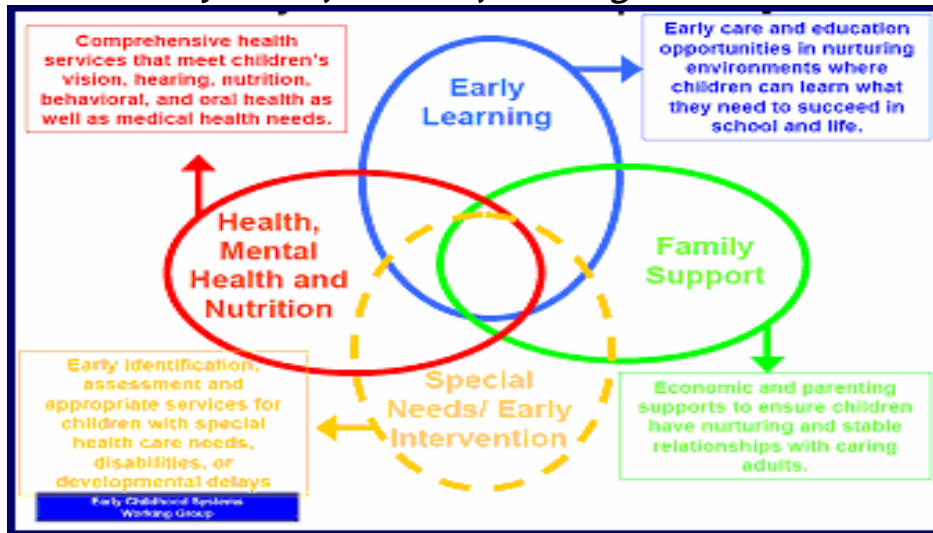 Comprehensive health
services that meet children's
vision, hearing, nutrition,
behavioral, and oral health as
well as medical health needs.
Early care and education
opportunities in nurturing
environments where
children can learn what
they need to succeed in
school and life.
Early
Learning
Health,
Mental
Health and
Nutrition
Family
Support
Special
Needs/ Early
Intervention
Early identification,
assessment and
appropriate services for
children with special
health care needs,
disabilities, or
developmental delays
Economic and parenting
supports to ensure children
have nurturing and stable
relationships with caring
adults.
Early Childhood Systems
Working Group